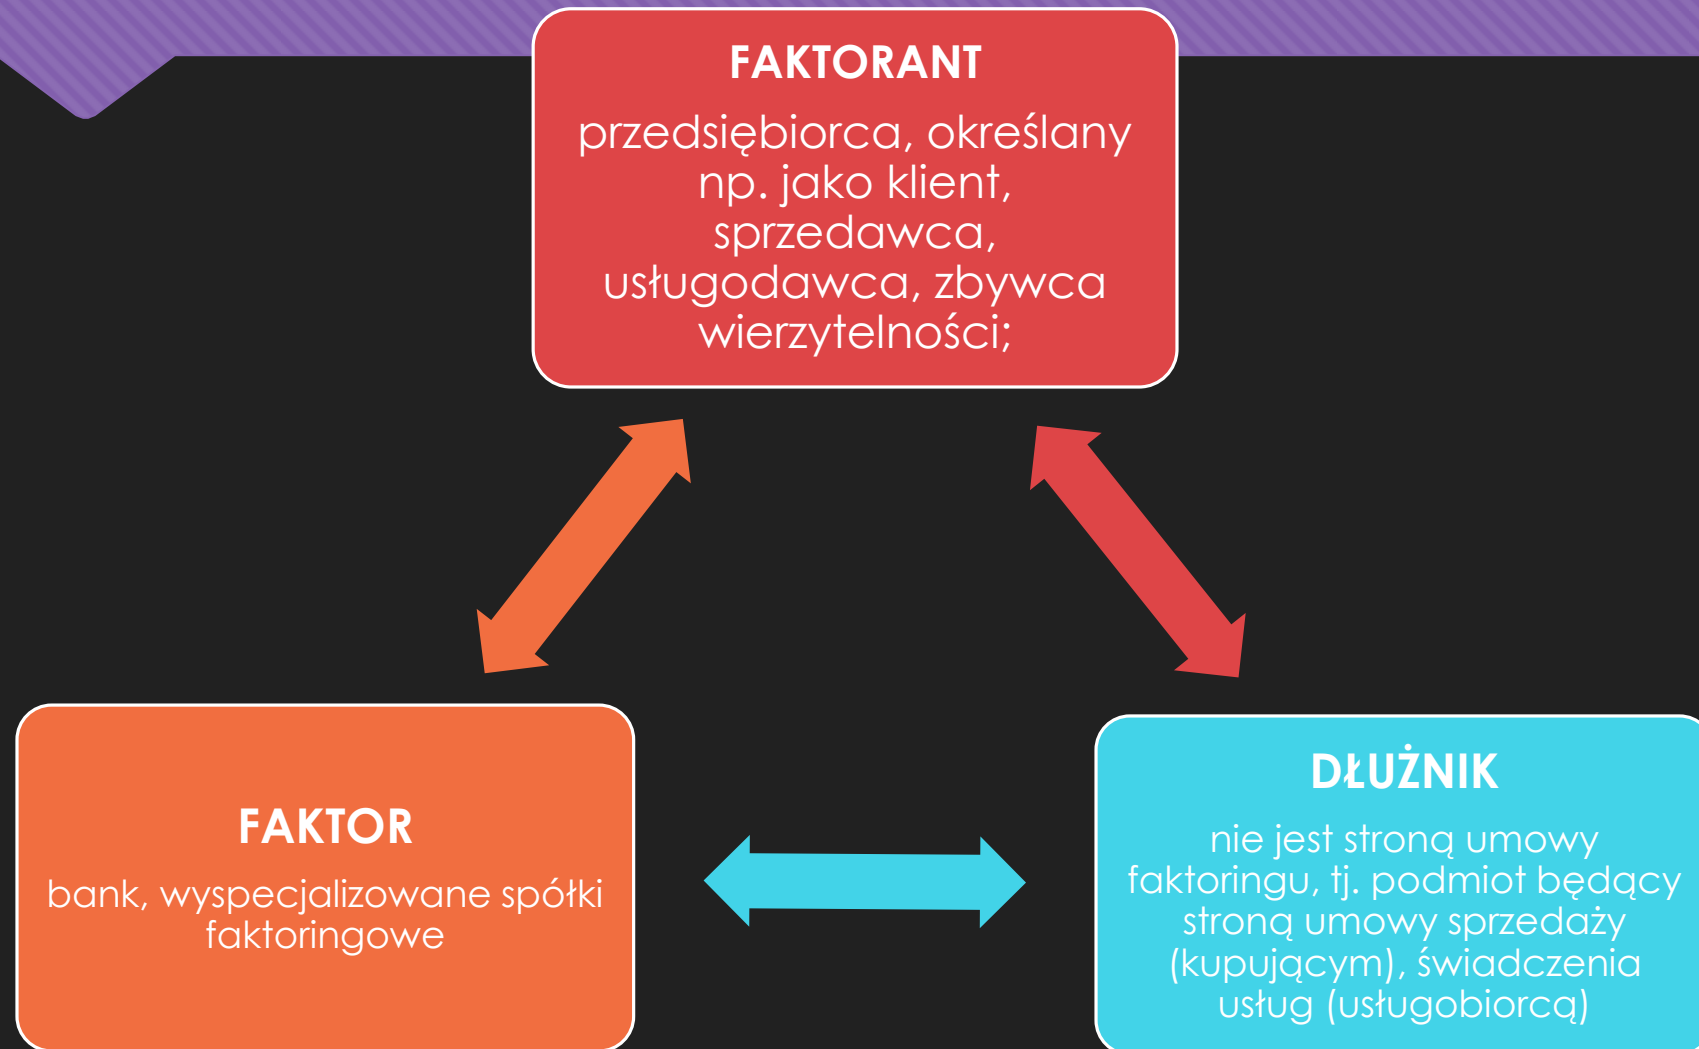 FAKTORANT
przedsiębiorca, określany
np. jako klient,
sprzedawca,
usługodawca, zbywca
wierzytelności;
FAKTOR
bank, wyspecjalizowane spółki
faktoringowe
DŁUŻNIK
nie jest stroną umowy
faktoringu, tj. podmiot będący
stroną umowy sprzedaży
(kupującym), świadczenia
usług (usługobiorcą)